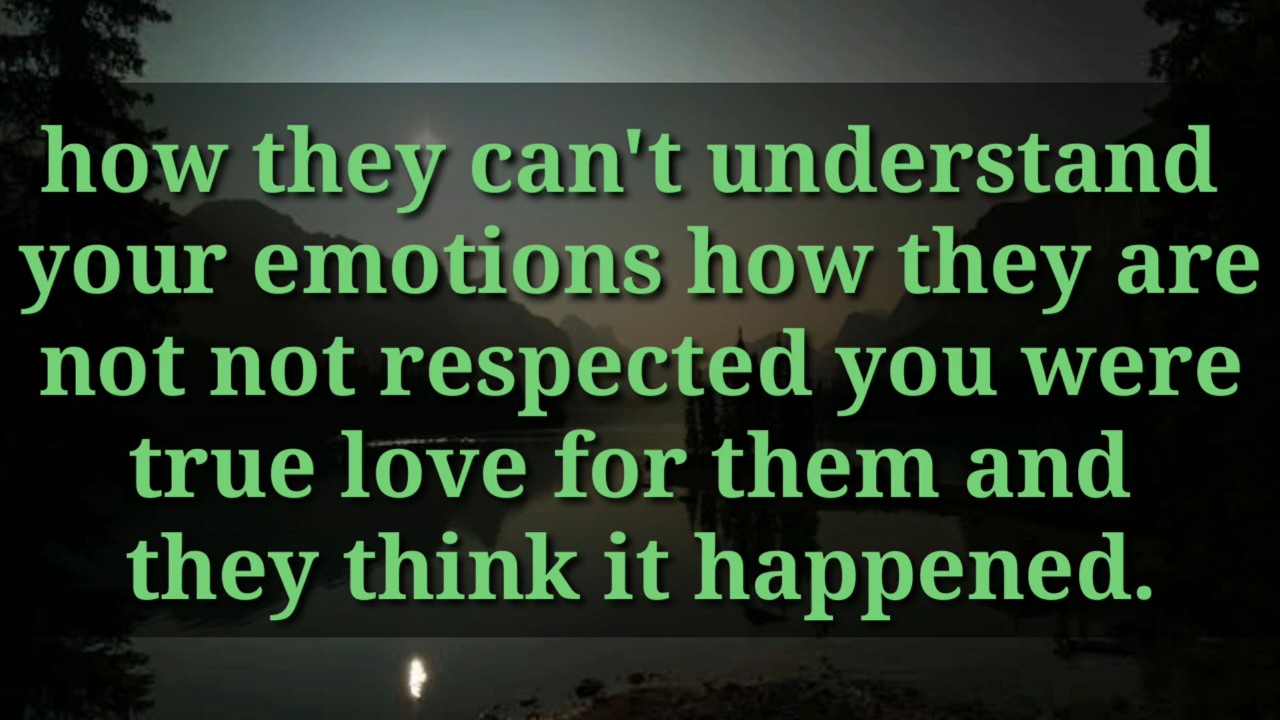 how they can't understand
your emotions how they are
not not respected you were
true love for them and
they think it happened.